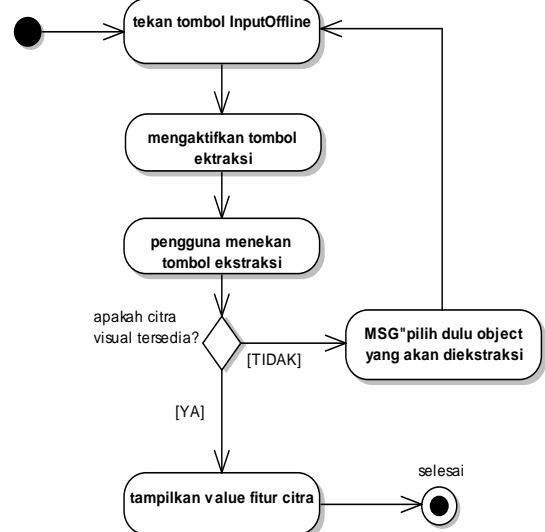 tekan tombol InputOffline
mengaktifkan tombol
ektraksi
pengguna menekan
tombol ekstraksi
apakah citra
visual tersedia?
[TIDAK]
MSG"pilih dulu object
yang akan diekstraksi
[YA]
tampilkan value fitur citra
selesai